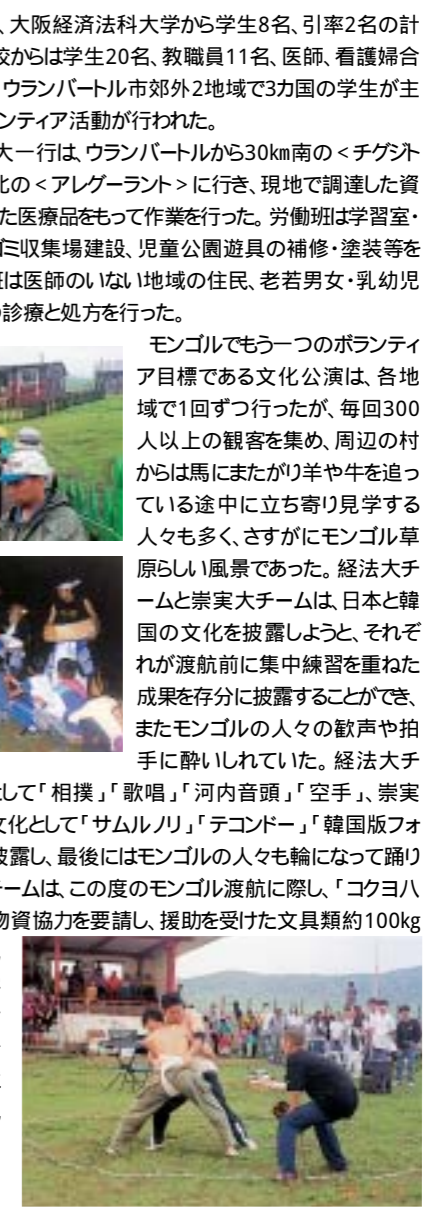 、大阪経済法科大学から学生8名、引率2名の計
校からは学生20名、教職員11名、医師、看護婦合
ウランバートル市郊外2地域で3カ国の学生が主
ンティア活動が行われた。
大一行は、ウランバートルから30㎞南の<チグジト
北の<アレグーラント>に行き、現地で調達した資
た医療品をもって作業を行った。労働班は学習室・
ゴミ収集場建設、児童公園遊具の補修・塗装等を
班は医師のいない地域の住民、老若男女・乳幼児
の診療と処方を行った。
モンゴルでもう一つのボランティ
ア目標である文化公演は、各地
域で1回ずつ行ったが、毎回300
人以上の観客を集め、周辺の村
からは馬にまたがり羊や牛を追っ
ている途中に立ち寄り見学する
人々も多く、さすがにモンゴル草
原らしい風景であった。経法大チ
ームと崇実大チームは、日本と韓
国の文化を披露しようと、それぞ
れが渡航前に集中練習を重ねた
成果を存分に披露することができ、
またモンゴルの人々の歓声や拍
手に酔いしれていた。経法大チ
して「相撲」「歌唱」「河内音頭」「空手」、崇実
文化として「サムルノリ」「テコンドー」「韓国版フォ
披露し、最後にはモンゴルの人々も輪になって踊り
チームは、この度のモンゴル渡航に際し、「コクヨ八
物資協力を要請し、援助を受けた文具類約100kg